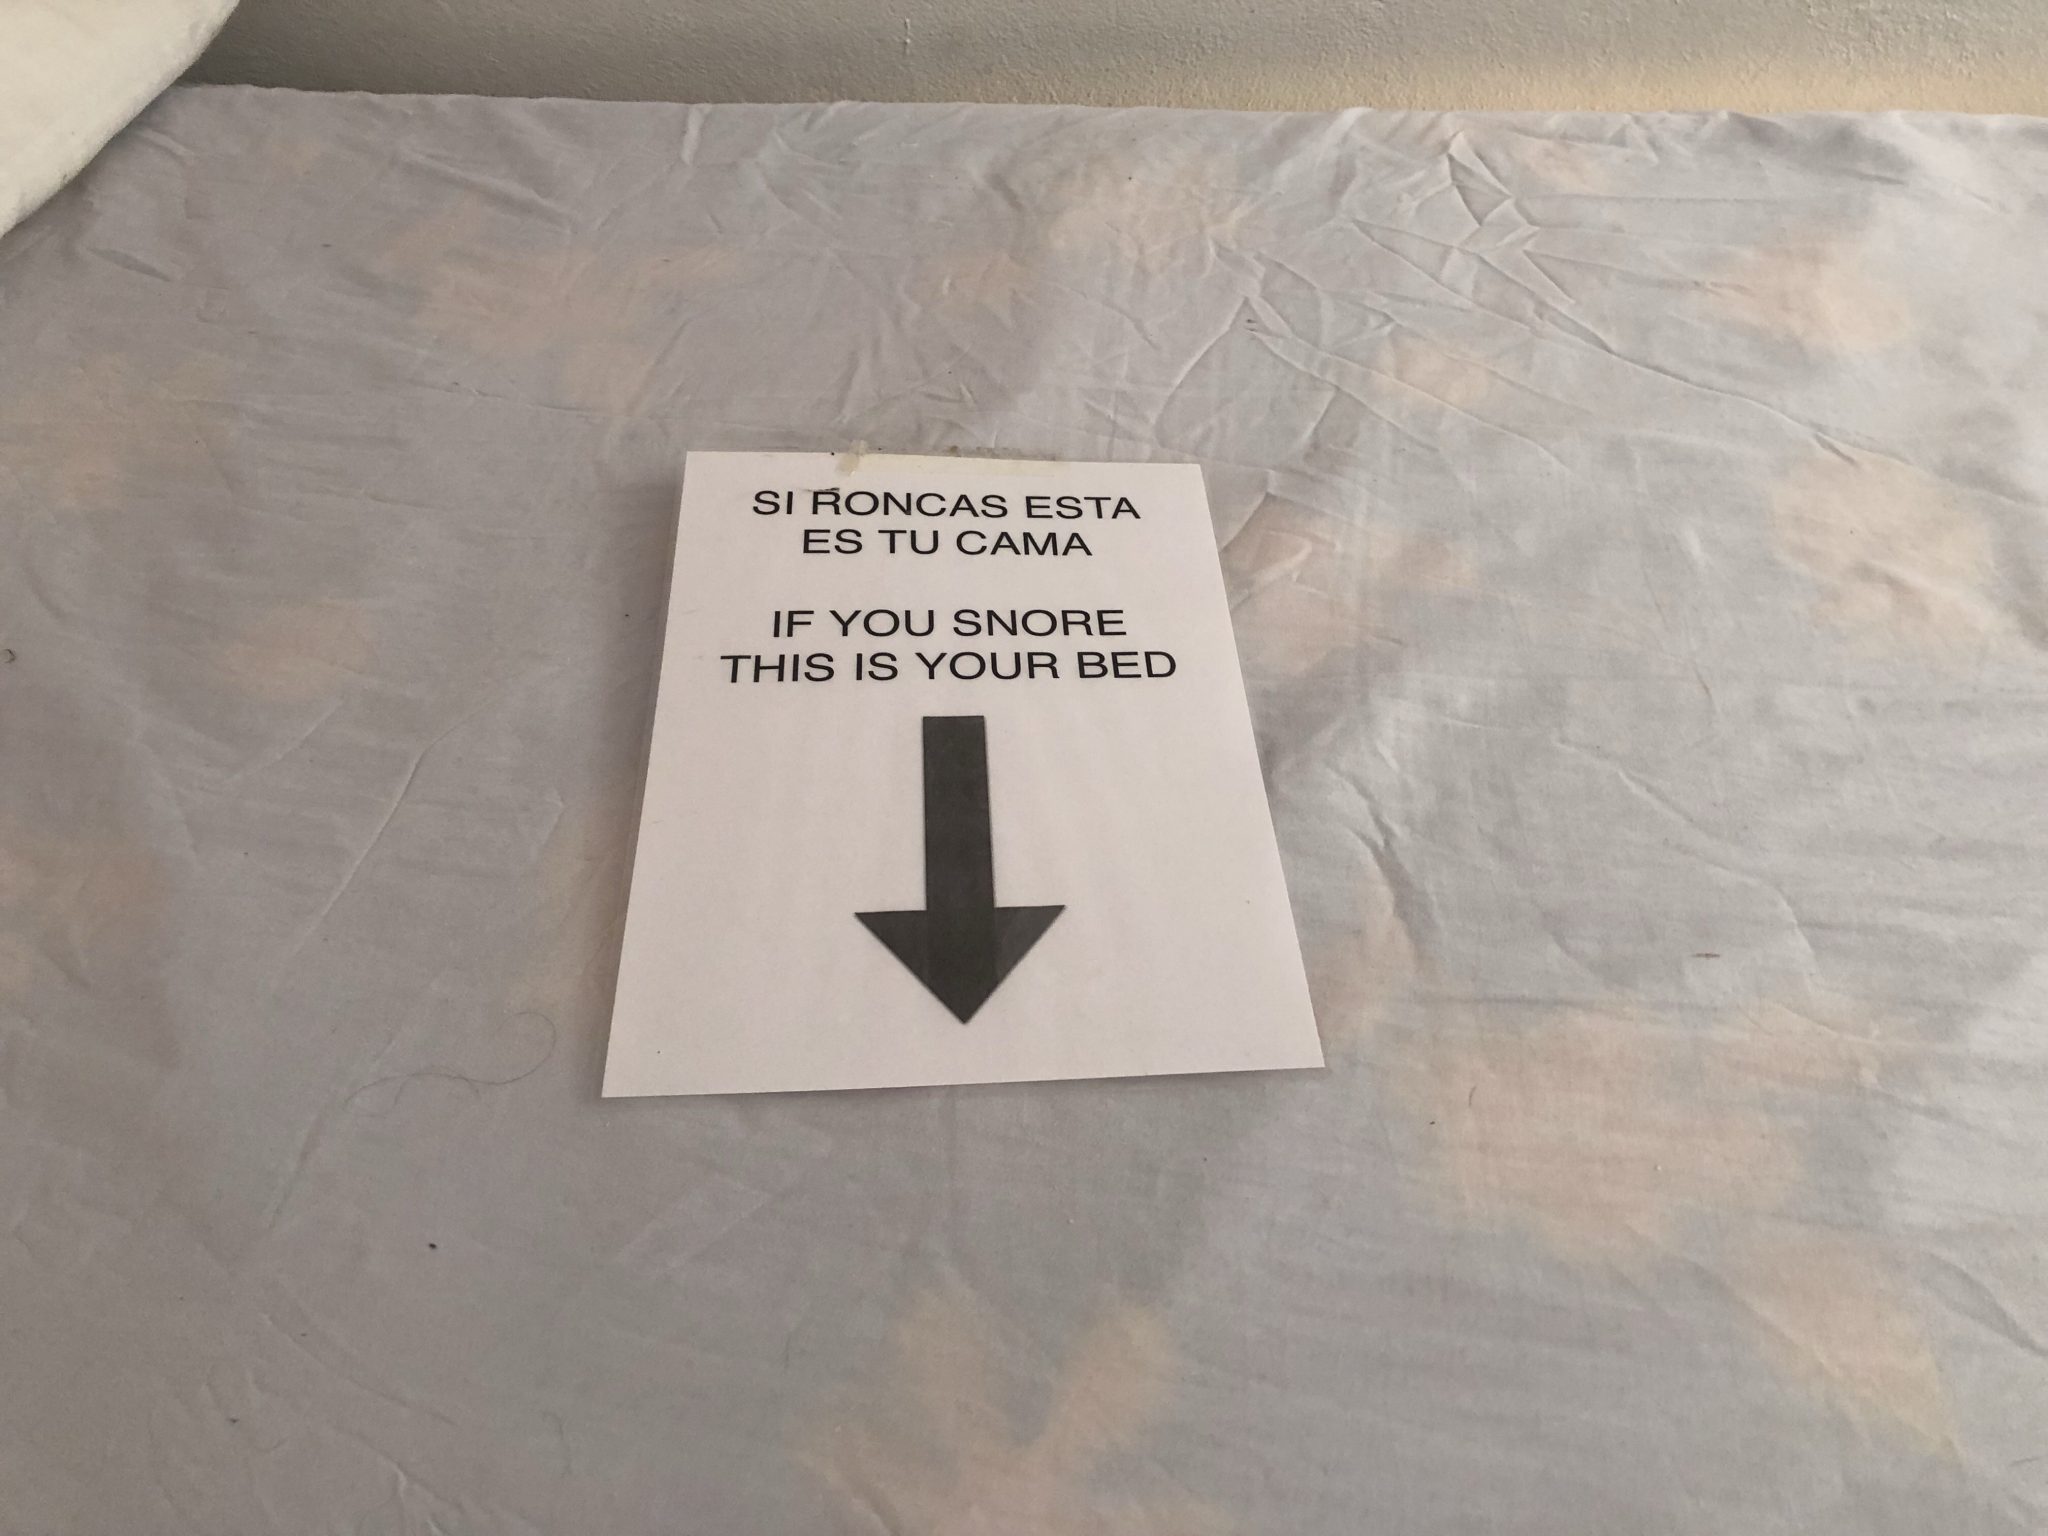 SI RONCAS ESTA
ES TU CAMA
IF YOU SNORE
THIS IS YOUR BED